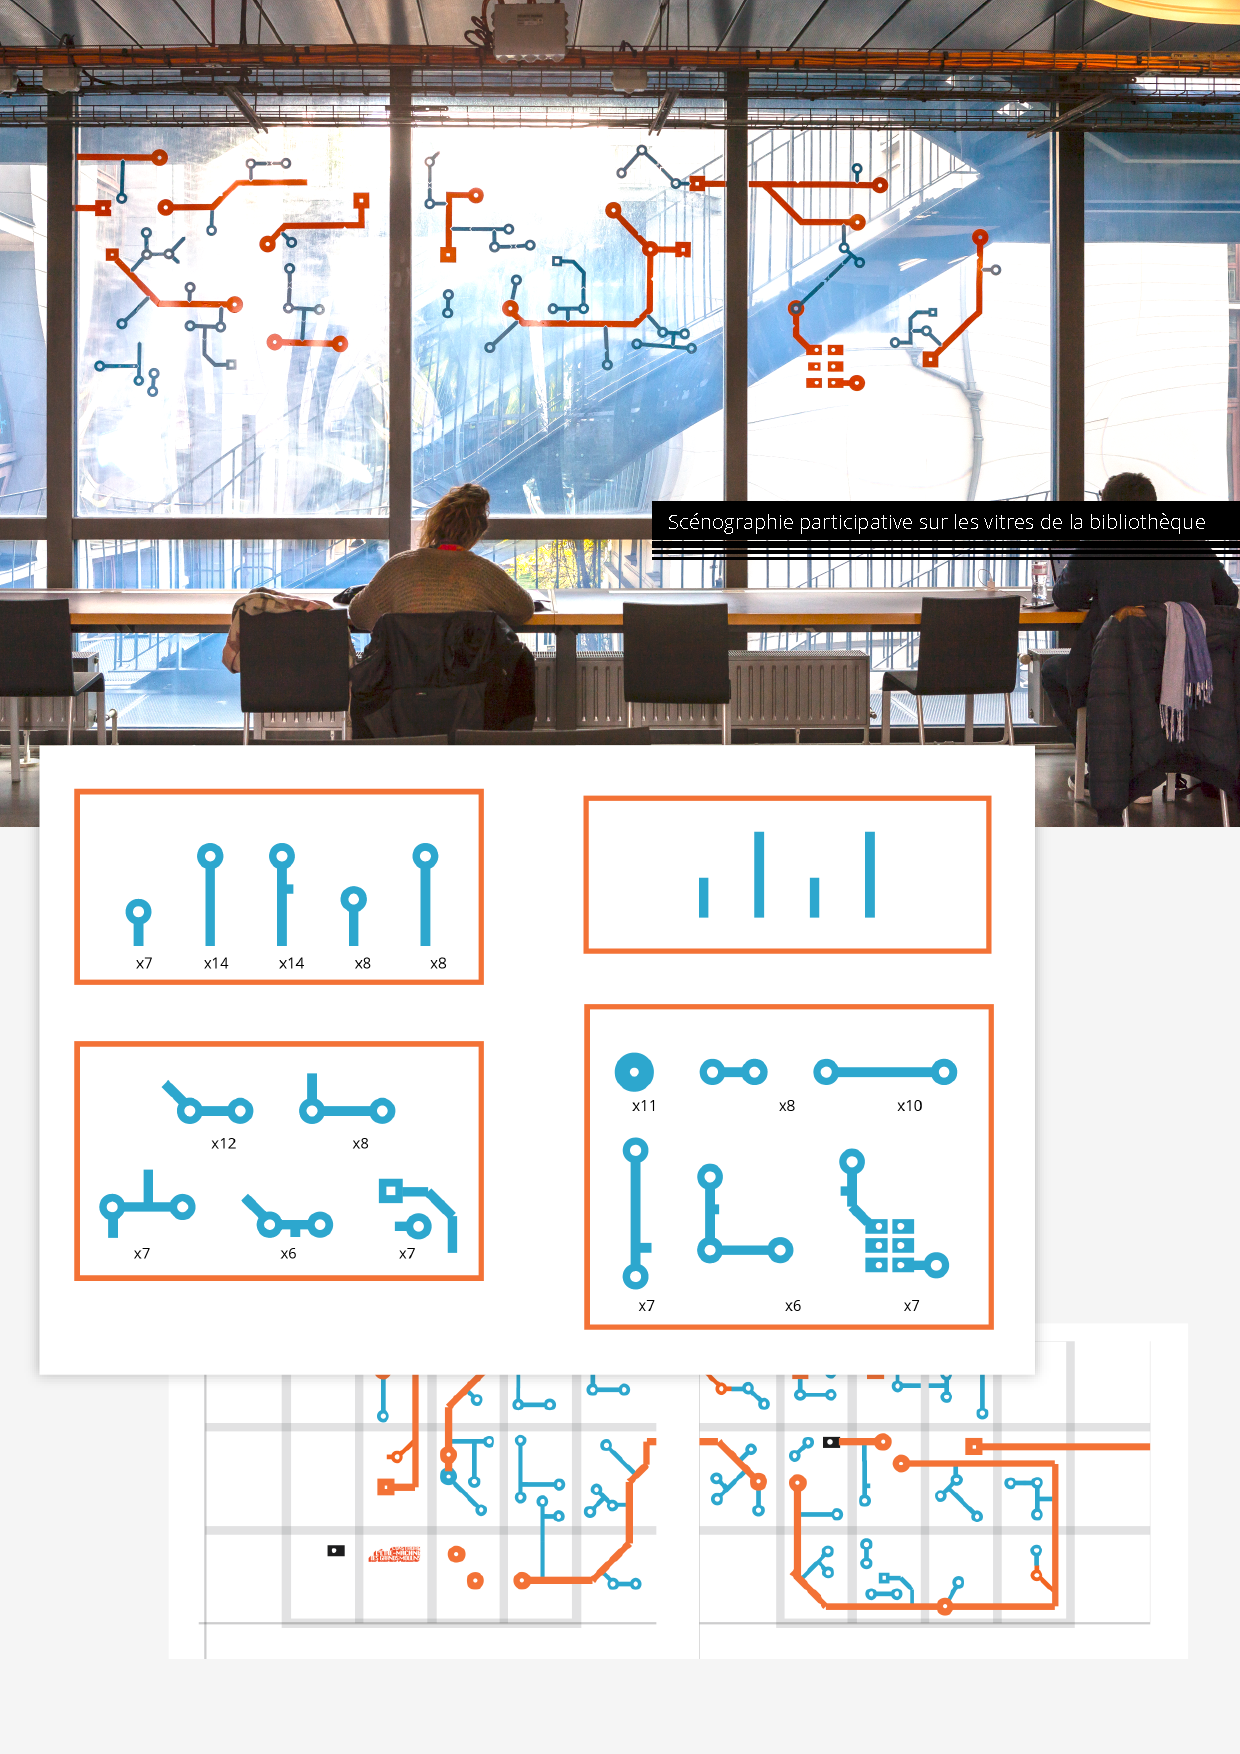 Scénographie participative sur les vitres de la bibliothèque
x7 x14 x14 x8 x8
x12 x8
x7 x6 x7
x11 x8 x10
x7 x6 x7